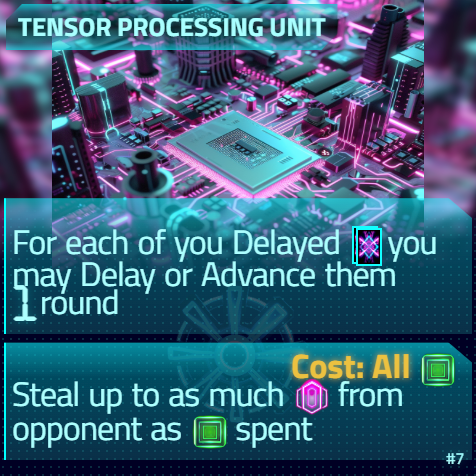 TENSOR PROCESSING UNIT
For each of you Delayed you
may Delay or Advance them
1 round
Cost: All
Steal up to as much from
opponent as spent
#7